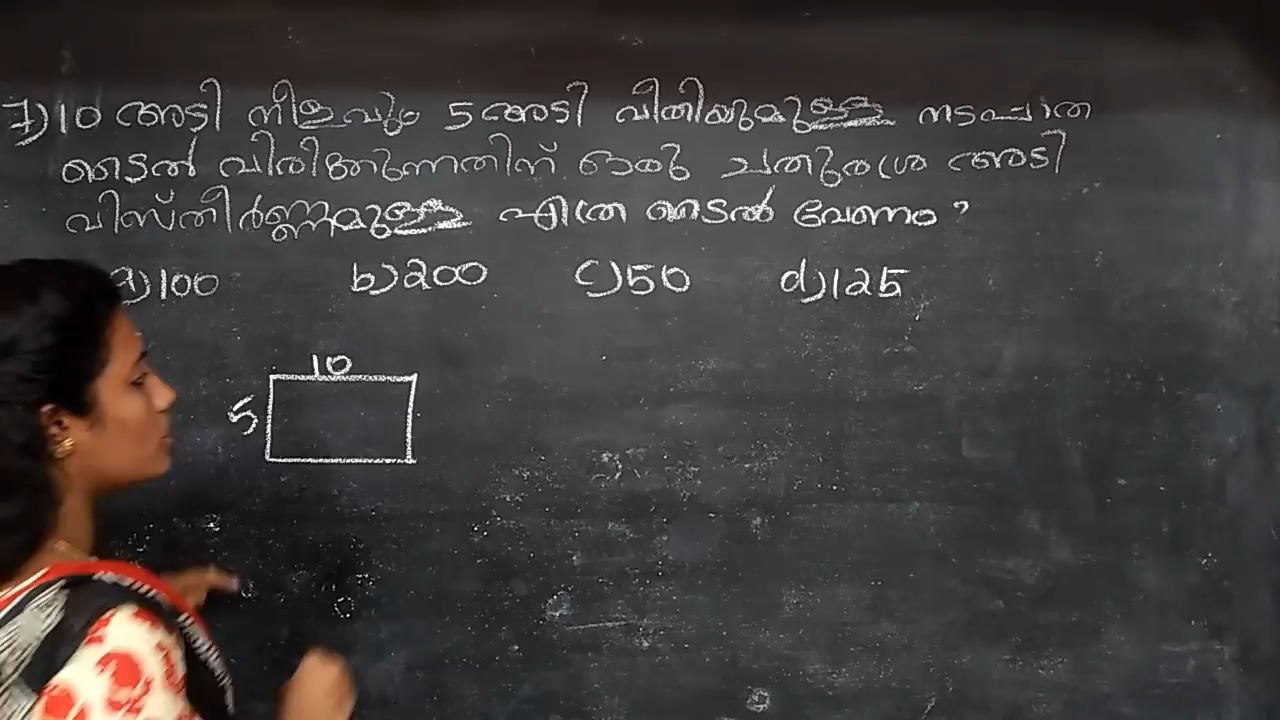 7) 10 അടി നീളവും 5 അടി വീതിയുമുള്ള നടപ്പാത
ടൈൽ വിരിക്കുന്നതിന് ഒരു ചതുരശ്ര അടി
വിസ്തീർണ്ണമുള്ള എത്ര ടൈൽ വേണം ?
a) 100 b) 200 c) 50 d) 125
10
5